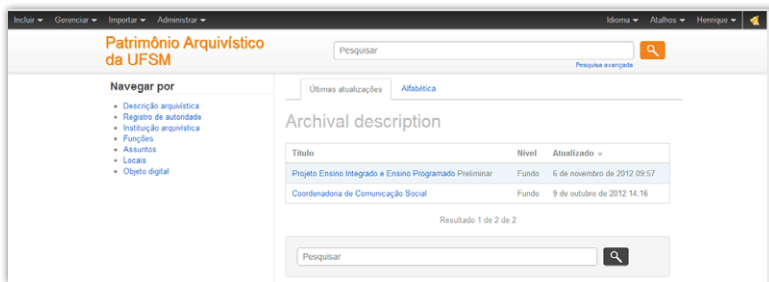 Incluir Gerenciar Importar Administrar Idioma Atalhos Henrique
Patrimônio Arquivístico
da UFSM
Pesquisar
Pesquisa avançada
Navegar por
Descrição arquivística
Registro de autoridade
Instituição arquivística
Funções
Assuntos
Locais
Objeto digital
Últimas atualizações Alfabética
Archival description
Título Nível Atualizado
Projeto Ensino Integrado e Ensino Programado Preliminar Fundo 6 de novembro de 2012 09:57
Coordenadoria de Comunicação Social Fundo 9 de outubro de 2012 14:16
Resultado 1 de 2 de 2
Pesquisar